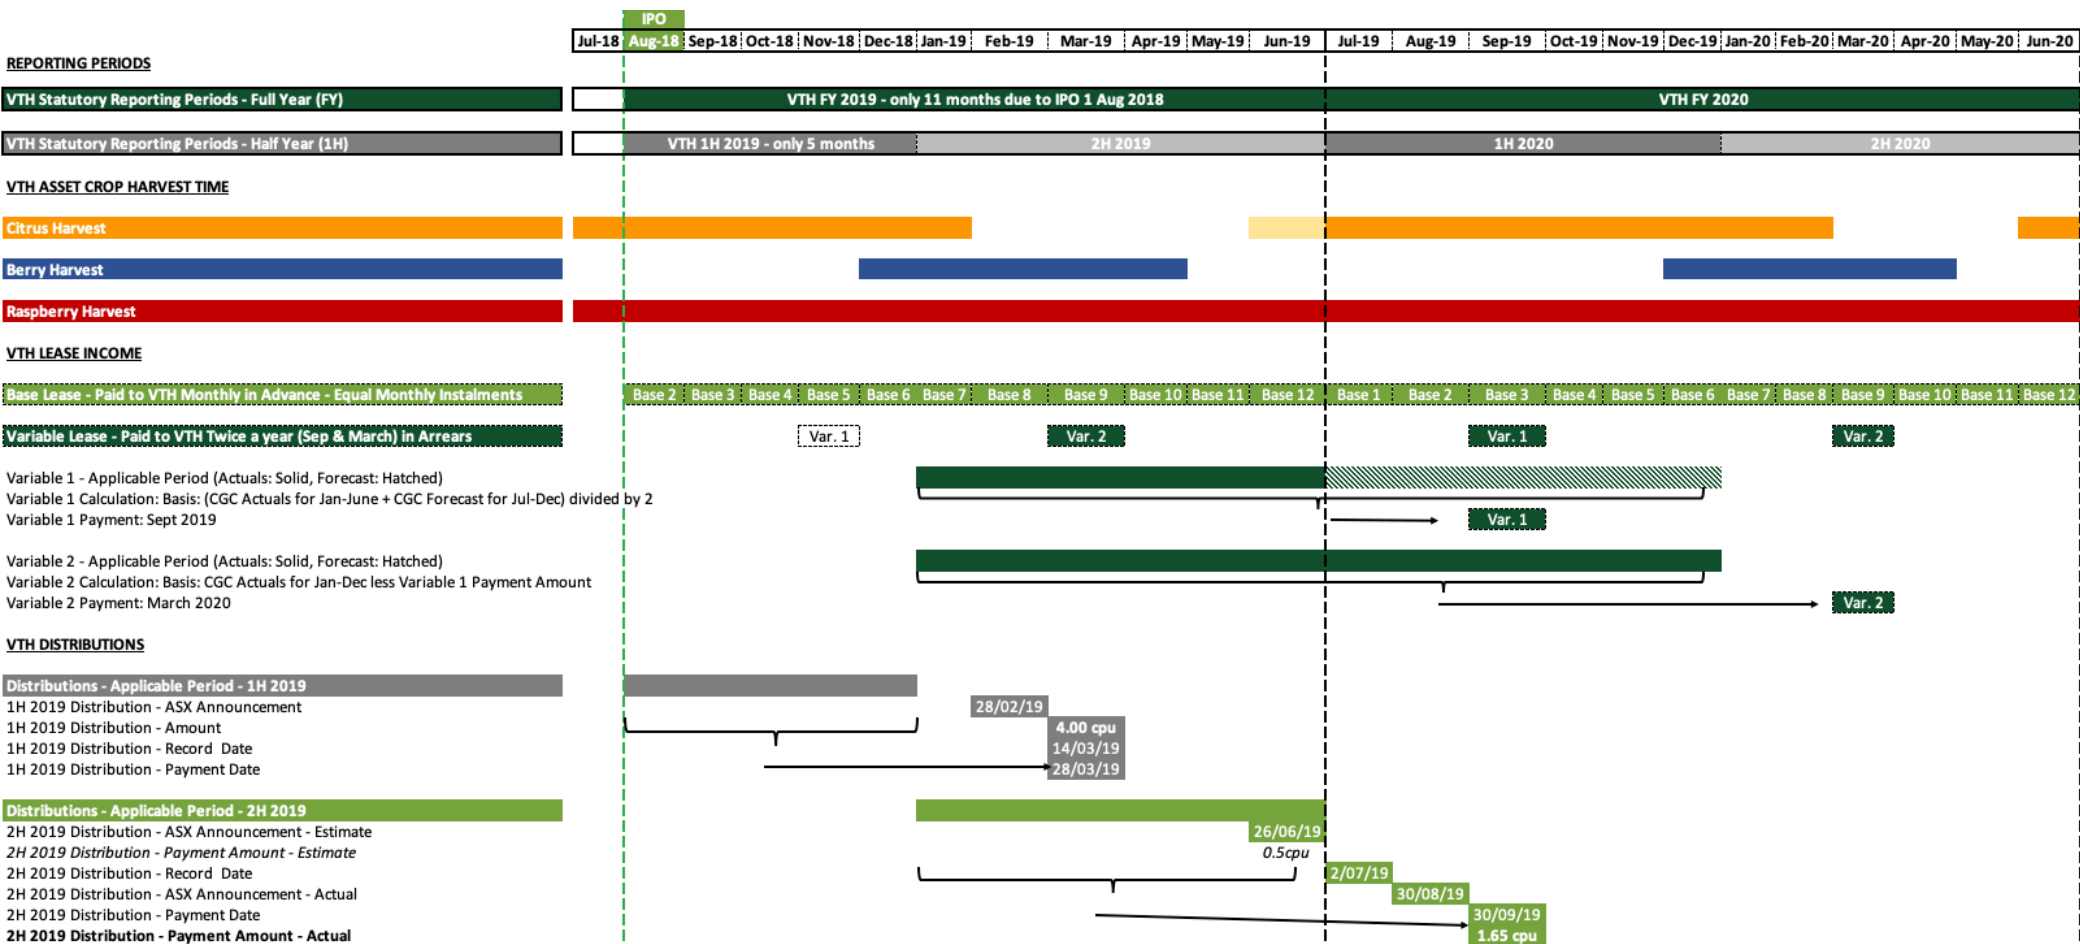 IPO
Jul-18 Aug-18 Sep-18 Oct-18 Nov-18 Dec-18 Jan-19 Feb-19 Mar-19 Apr-19 May-19 Jun-19 Jul-19 Aug-19 Sep-19 Oct-19 Nov-19 Dec-19 Jan-20 Feb-20 Mar-20 Apr-20 May-20 Jun-20
REPORTING PERIODS
VTH Statutory Reporting Periods - Full Year (FY) VTH FY 2019 - only 11 months due to IPO 1 Aug 2018 VTH FY 2020
VTH Statutory Reporting Periods - Half Year (1H) VTH 1H 2019 - only 5 months 2H 2019 1H 2020 2H 2020
VTH ASSET CROP HARVEST TIME
Citrus Harvest
Berry Harvest
Raspberry Harvest
VTH LEASE INCOME
Base Lease - Paid to VTH Monthly in Advance - Equal Monthly Instalments Base 2 Base 3 Base 4 Base 5 Base 6 Base 7 Base 8 Base 9 Base 10 Base 11 Base 12 Base 1 Base 2 Base 3 Base 4 Base 5 Base 6 Base 7 Base 8 Base 9 Base 10 Base 11 Base 12
Variable Lease - Paid to VTH Twice a year (Sep & March) in Arrears Var. 1 Var. 2 Var. 1 Var. 2
Variable 1 - Applicable Period (Actuals: Solid, Forecast: Hatched)
Variable 1 Calculation: Basis: (CGC Actuals for Jan-June + CGC Forecast for Jul-Dec) divided by 2
Variable 1 Payment: Sept 2019 Var. 1
Variable 2 - Applicable Period (Actuals: Solid, Forecast: Hatched)
Variable 2 Calculation: Basis: CGC Actuals for Jan-Dec less Variable 1 Payment Amount
Variable 2 Payment: March 2020 Var. 2
VTH DISTRIBUTIONS
Distributions - Applicable Period - 1H 2019
1H 2019 Distribution - ASX Announcement 28/02/19
1H 2019 Distribution - Amount 4.00 cpu
1H 2019 Distribution - Record Date 14/03/19
1H 2019 Distribution - Payment Date 28/03/19
Distributions - Applicable Period - 2H 2019
2H 2019 Distribution - ASX Announcement - Estimate 26/06/19
2H 2019 Distribution - Payment Amount - Estimate 0.5cpu
2H 2019 Distribution - Record Date 2/07/19
2H 2019 Distribution - ASX Announcement - Actual 30/08/19
2H 2019 Distribution - Payment Date 30/09/19
2H 2019 Distribution - Payment Amount - Actual 1.65 cpu